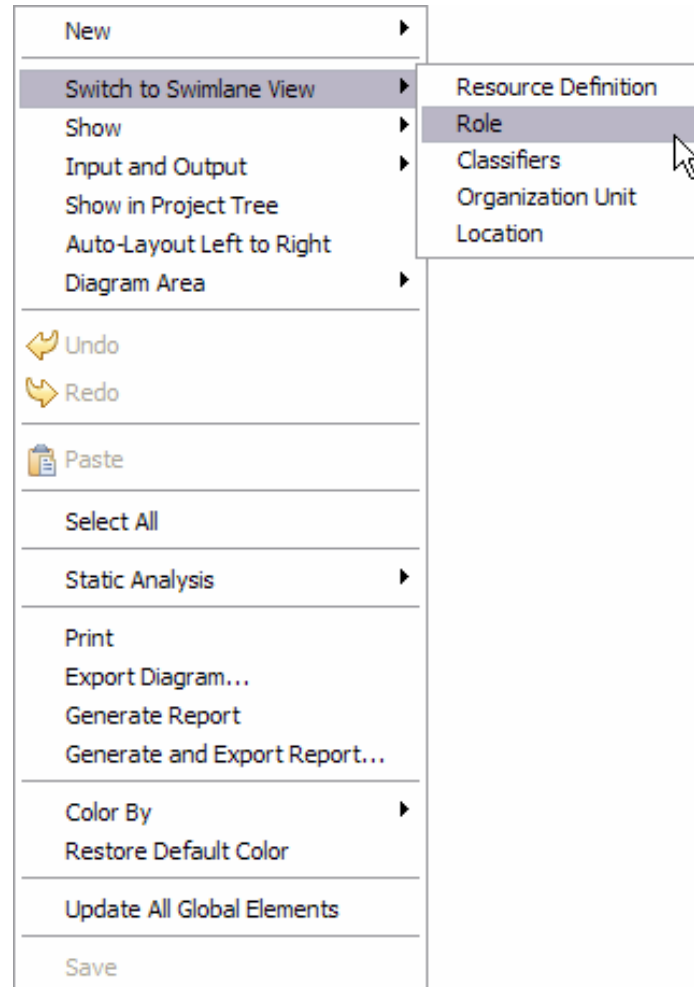 New
Switch to Swimlane View
Show
Input and Output
Show in Project Tree
Auto-Layout Left to Right
Diagram Area
Undo
Redo
Paste
Select All
Static Analysis
Print
Export Diagram...
Generate Report
Generate and Export Report...
Color By
Restore Default Color
Update All Global Elements
Save
Resource Definition
Role
Classifiers
Organization Unit
Location